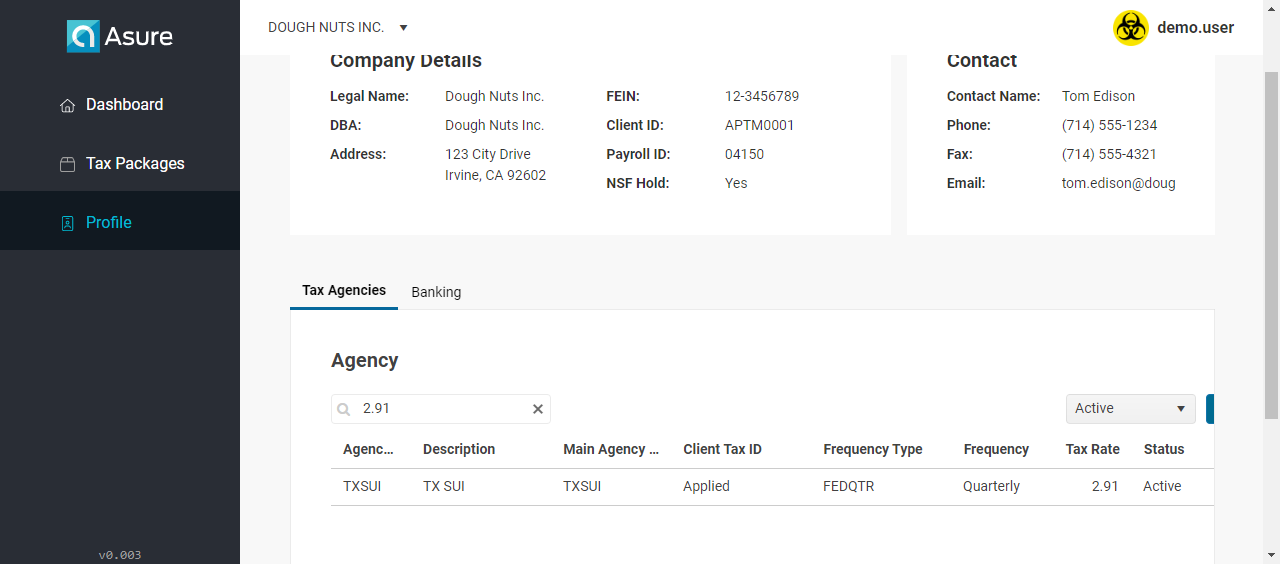 Asure
DOUGH NUTS INC.
demo.user
Dashboard
Tax Packages
Profile
v0.003
Company Details
Legal Name: Dough Nuts Inc.
DBA: Dough Nuts Inc.
Address: 123 City Drive
Irvine, CA 92602
FEIN: 12-3456789
Client ID: APTM0001
Payroll ID: 04150
NSF Hold: Yes
Contact
Contact Name: Tom Edison
Phone: (714) 555-1234
Fax: (714) 555-4321
Email: tom.edison@doug
Tax Agencies Banking
Agency
2.91
Active
Agenc... Description Main Agency ... Client Tax ID Frequency Type Frequency Tax Rate Status
TXSUI TX SUI TXSUI Applied FEDQTR Quarterly 2.91 Active